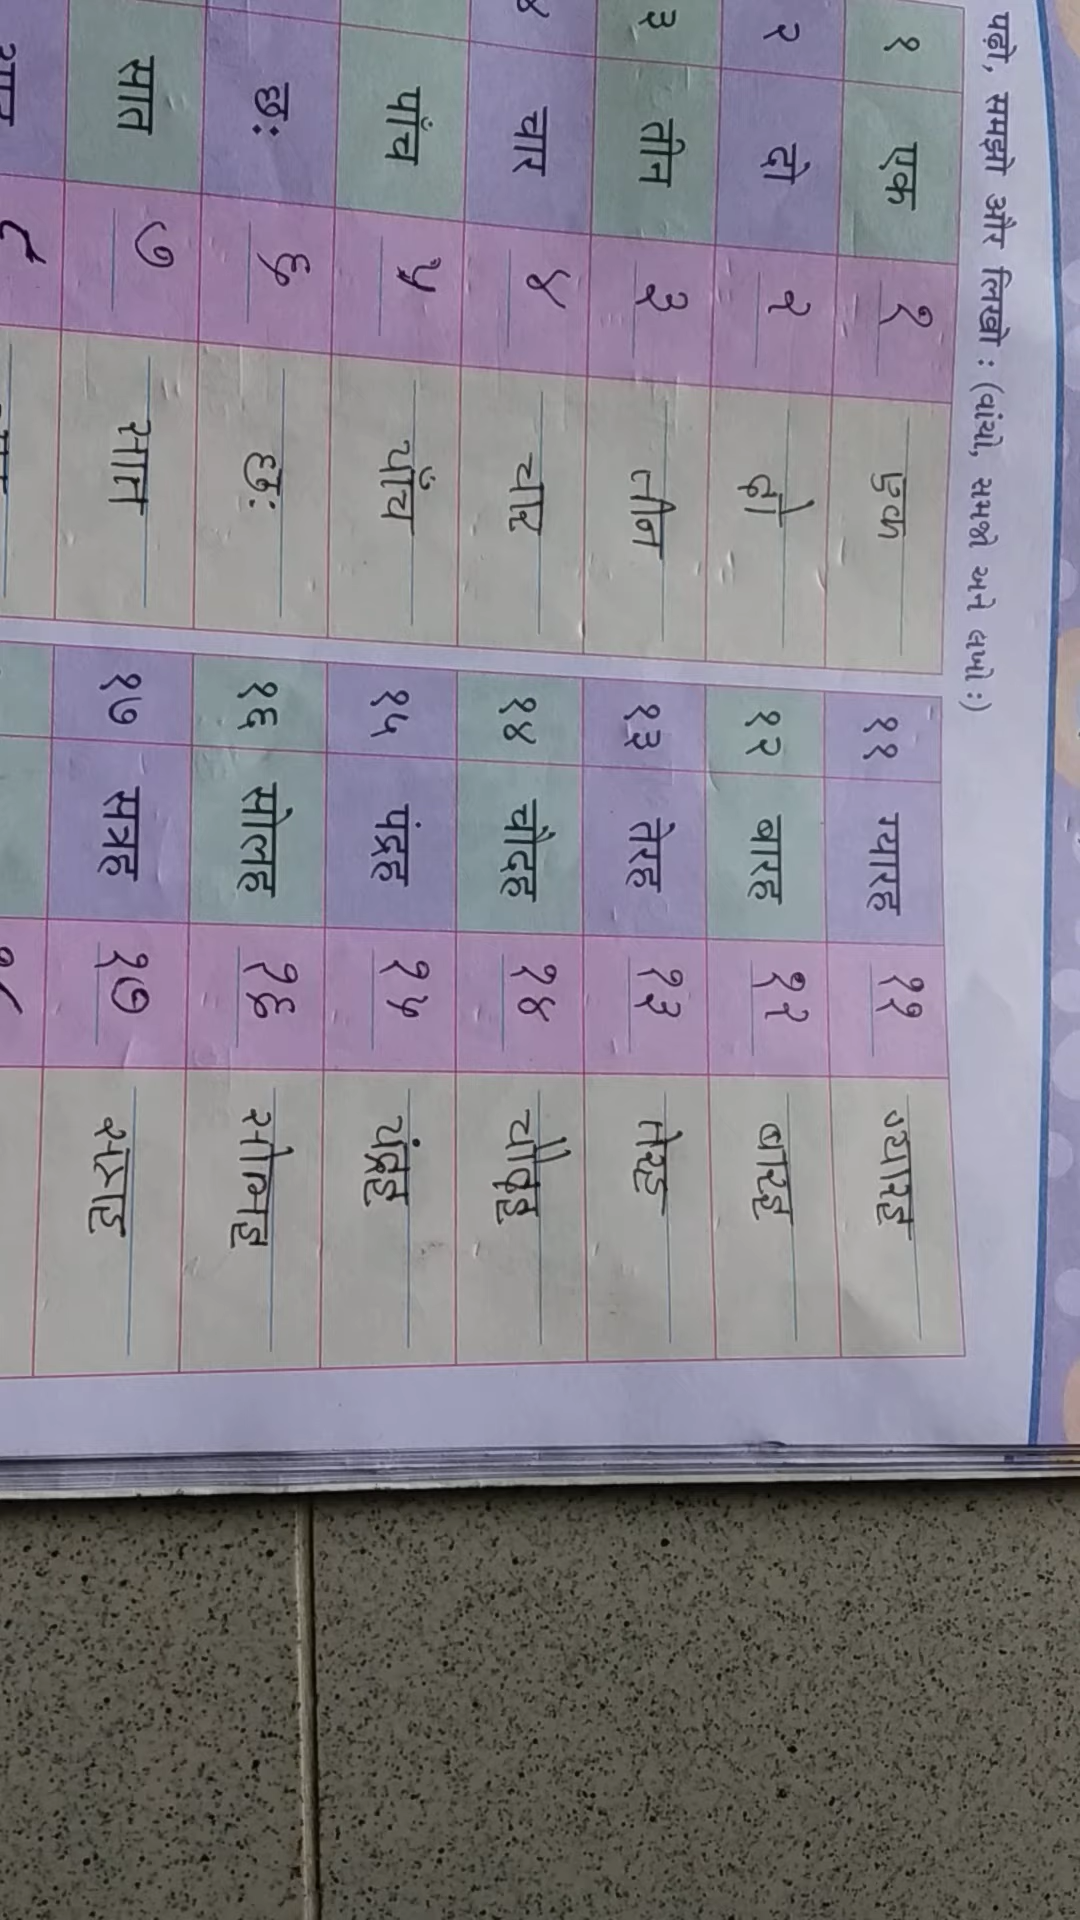 पढ़ो, समझो और लिखो : (વાંચો, સમજો અને લખો :)
१ एक १ एक ११ ग्यारह ११ ग्यारह
२ दो २ दो १२ बारह १२ बारह
३ तीन ३ तीन १३ तेरह १३ तेरह
४ चार ४ चार १४ चौदह १४ चौदह
पाँच ५ पाँच १५ पंद्रह १५ पंद्रह
छः ६ छः १६ सोलह १६ सोलह
सात ७ सात १७ सत्रह १७ सत्रह